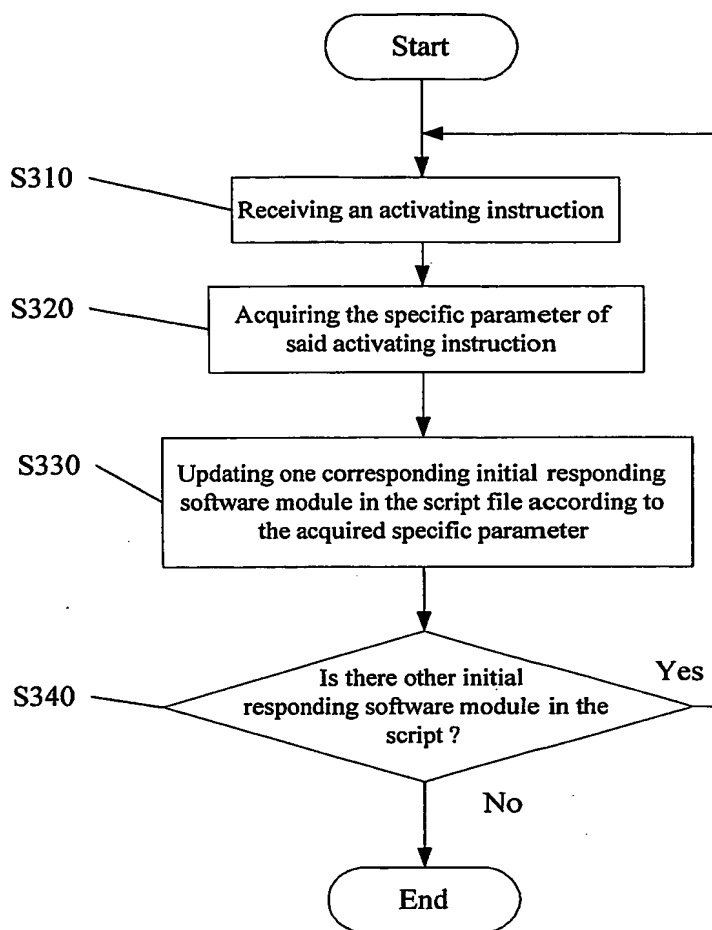 Start
S310
Receiving an activating instruction
S320
Acquiring the specific parameter of
said activating instruction
S330
Updating one corresponding initial responding
software module in the script file according to
the acquired specific parameter
S340
Is there other initial
responding software module in the
script ?
Yes
No
End